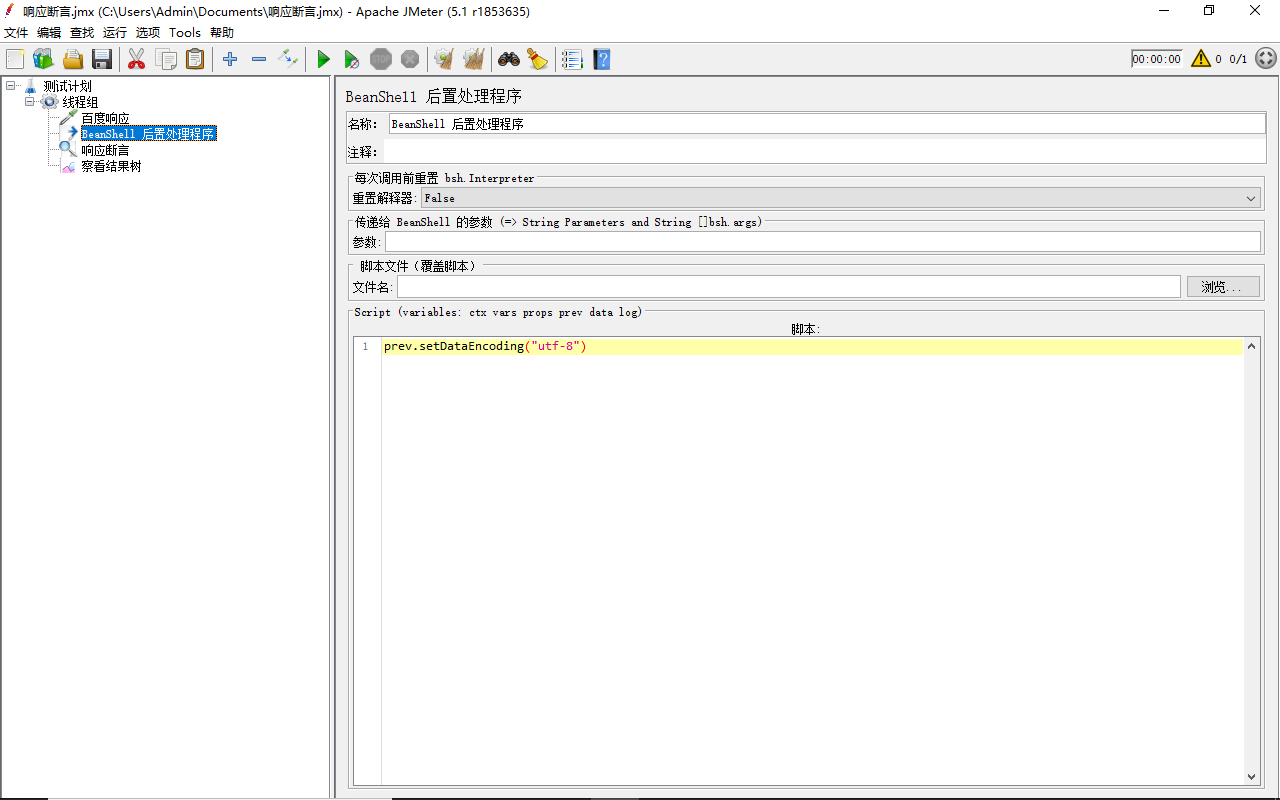 响应断言.jmx (C:\Users\Admin\Documents\响应断言.jmx) - Apache JMeter (5.1 r1853635)
文件 编辑 查找 运行 选项 Tools 帮助
STOP
00:00:00 0 0/1
测试计划
线程组
百度响应
BeanShell 后置处理程序
响应断言
察看结果树
BeanShell 后置处理程序
名称： BeanShell 后置处理程序
注释：
每次调用前重置 bsh.Interpreter
重置解释器: False
传递给 BeanShell 的参数 (=> String Parameters and String []bsh.args)
参数:
脚本文件（覆盖脚本）
文件名: 浏览...
Script (variables: ctx vars props prev data log)
脚本:
1 prev.setDataEncoding("utf-8")